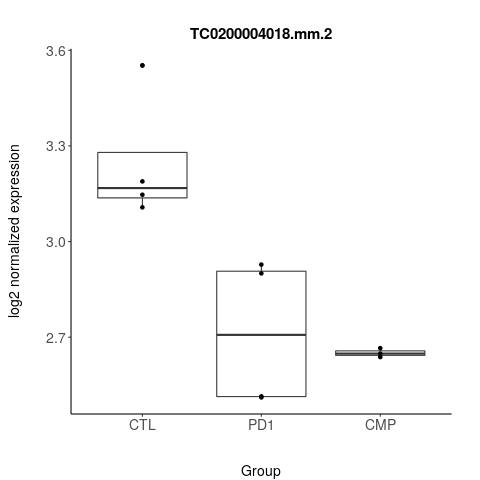 TC0200004018.mm.2
3.6
3.3
3.0
2.7
log2 normalized expression
CTL
PD1
CMP
Group